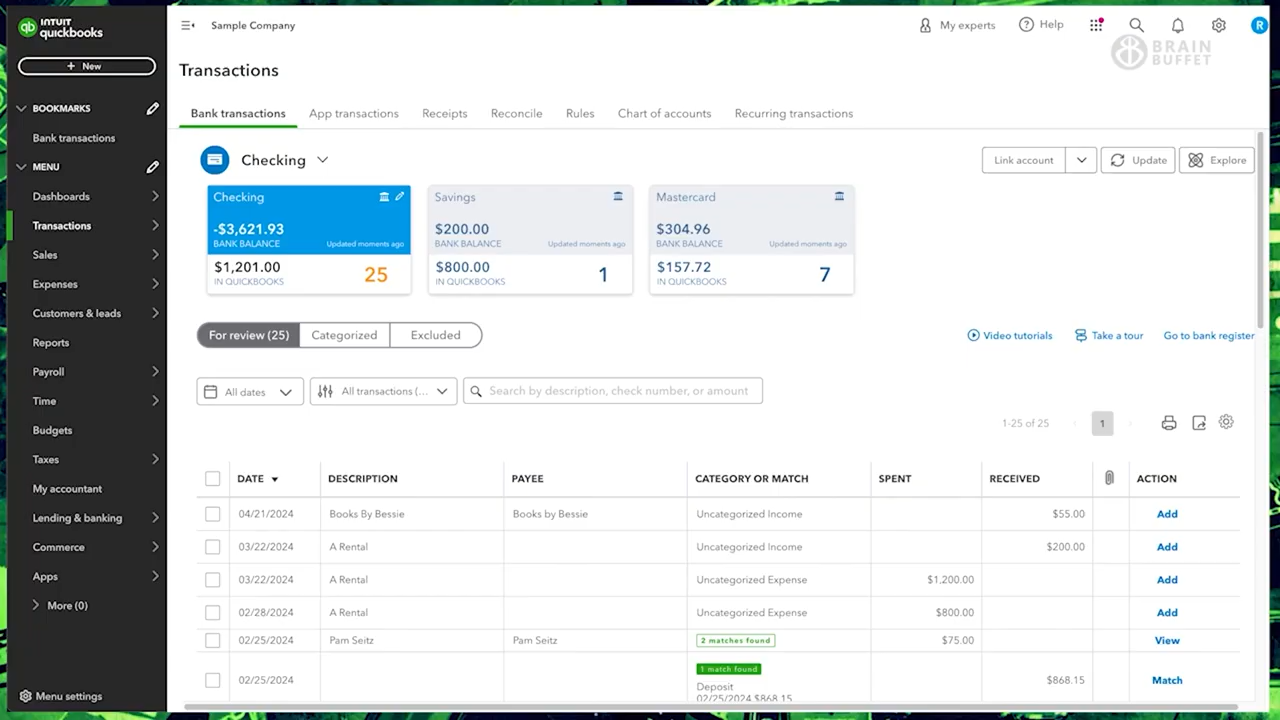 INTUIT
quickbooks
Sample Company
My experts
Help
R
BRAIN
BUFFET
+ New
Transactions
BOOKMARKS
Bank transactions
MENU
Dashboards
Transactions
Sales
Expenses
Customers & leads
Reports
Payroll
Time
Budgets
Taxes
My accountant
Lending & banking
Commerce
Apps
More (0)
Menu settings
Bank transactions App transactions Receipts Reconcile Rules Chart of accounts Recurring transactions
Checking
Link account
Update
Explore
Checking
-$3,621.93
BANK BALANCE Updated moments ago
$1,201.00
IN QUICKBOOKS
25
Savings
$200.00
BANK BALANCE Updated moments ago
$800.00
IN QUICKBOOKS
1
Mastercard
$304.96
BANK BALANCE Updated moments ago
$157.72
IN QUICKBOOKS
7
For review (25) Categorized Excluded
Video tutorials Take a tour Go to bank register
All dates All transactions (... Search by description, check number, or amount
1-25 of 25 1
DATE DESCRIPTION PAYEE CATEGORY OR MATCH SPENT RECEIVED ACTION
04/21/2024 Books By Bessie Books by Bessie Uncategorized Income $55.00 Add
03/22/2024 A Rental Uncategorized Income $200.00 Add
03/22/2024 A Rental Uncategorized Expense $1,200.00 Add
02/28/2024 A Rental Uncategorized Expense $800.00 Add
02/25/2024 Pam Seitz Pam Seitz 2 matches found $75.00 View
1 match found
02/25/2024 $868.15 Match
Deposit
02/25/2024 $868.15